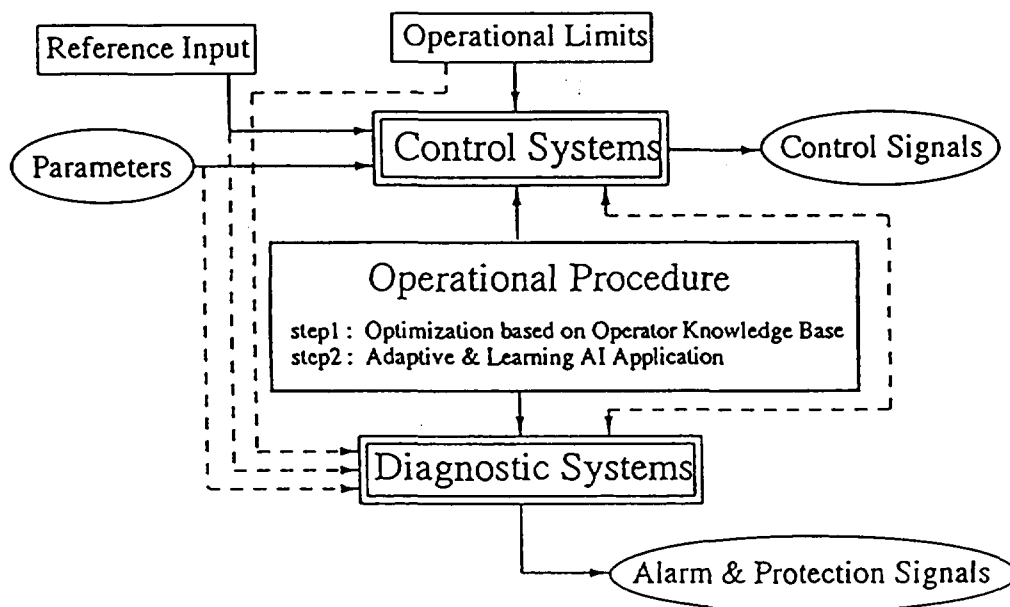 Reference Input
Operational Limits
Parameters
Control Systems
Control Signals
Operational Procedure
step1 : Optimization based on Operator Knowledge Base
step2 : Adaptive & Learning AI Application
Diagnostic Systems
Alarm & Protection Signals